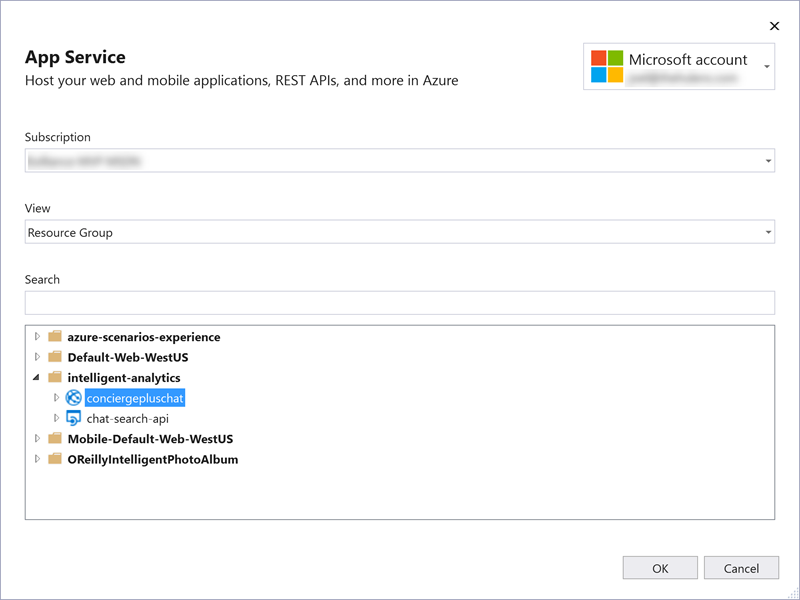 App Service
Host your web and mobile applications, REST APIs, and more in Azure
Microsoft account
Subscription
View
Resource Group
Search
azure-scenarios-experience
Default-Web-WestUS
intelligent-analytics
conciergepluschat
chat-search-api
Mobile-Default-Web-WestUS
OReillyIntelligentPhotoAlbum
OK
Cancel